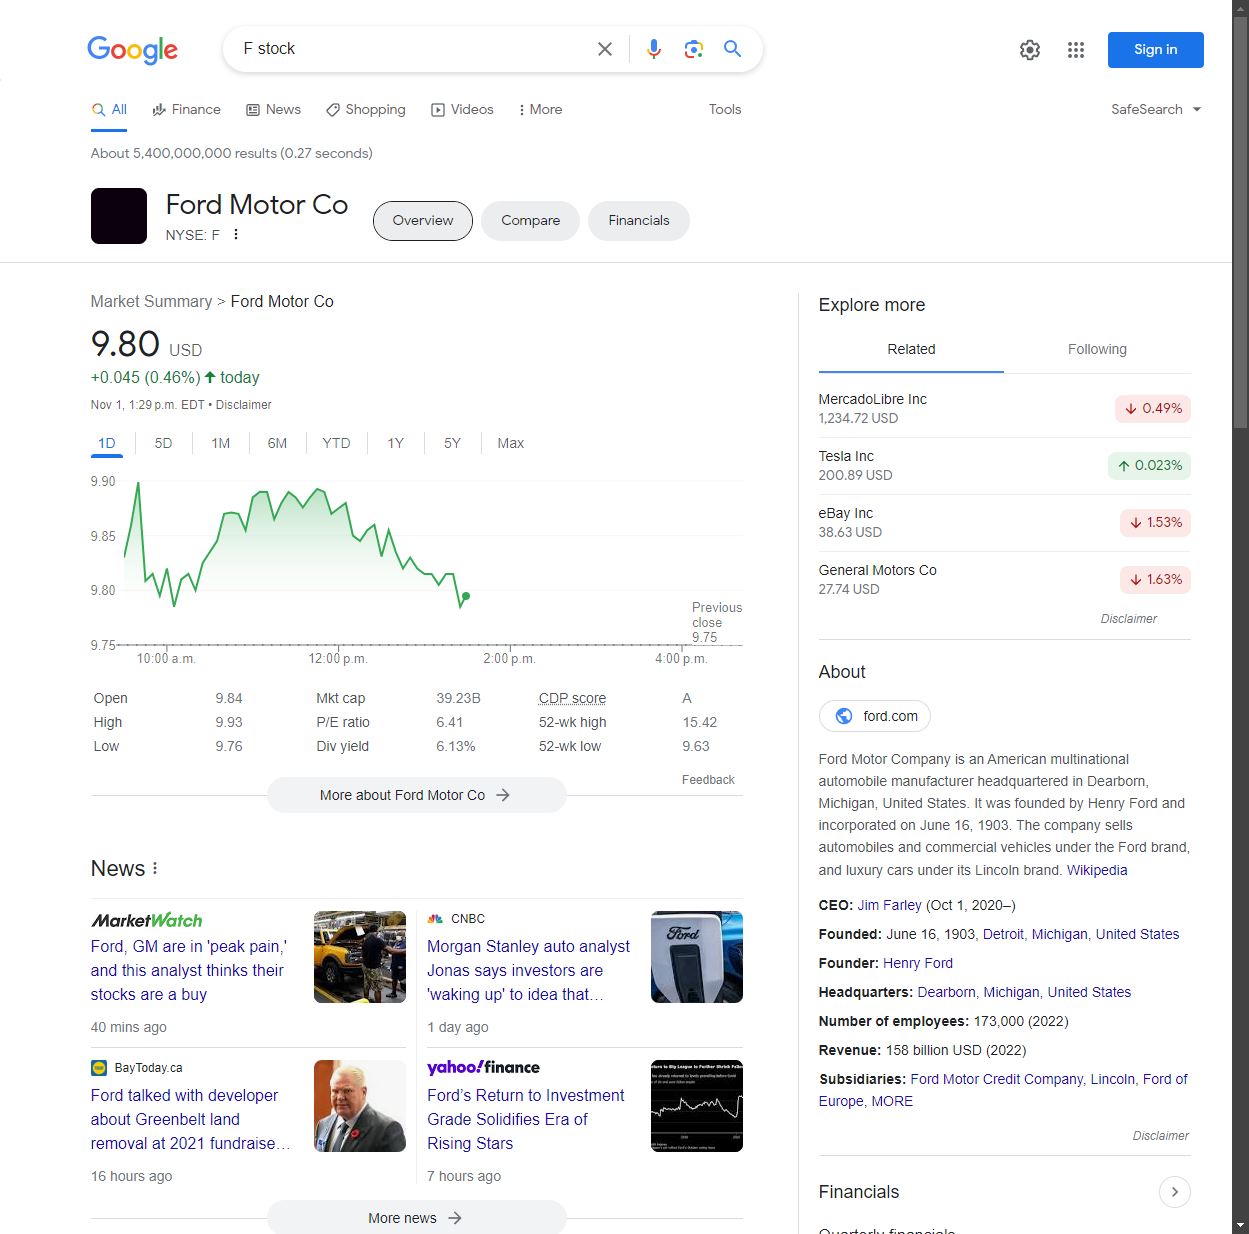 Google
F stock
Sign in
All
Finance
News
Shopping
Videos
More
Tools
SafeSearch
About 5,400,000,000 results (0.27 seconds)
Ford Motor Co
NYSE: F
Overview
Compare
Financials
Market Summary > Ford Motor Co
9.80 USD
+0.045 (0.46%) today
Nov 1, 1:29 p.m. EDT • Disclaimer
1D 5D 1M 6M YTD 1Y 5Y Max
9.90
9.85
9.80
9.75
Previous
close
9.75
10:00 a.m. 12:00 p.m. 2:00 p.m. 4:00 p.m.
Open 9.84 Mkt cap 39.23B CDP score A
High 9.93 P/E ratio 6.41 52-wk high 15.42
Low 9.76 Div yield 6.13% 52-wk low 9.63
Feedback
More about Ford Motor Co
News
MarketWatch
Ford, GM are in 'peak pain,'
and this analyst thinks their
stocks are a buy
40 mins ago
CNBC
Morgan Stanley auto analyst
Jonas says investors are
'waking up' to idea that…
1 day ago
Ford
BayToday.ca
Ford talked with developer
about Greenbelt land
removal at 2021 fundraise…
16 hours ago
yahoo!finance
Ford's Return to Investment
Grade Solidifies Era of
Rising Stars
7 hours ago
More news
Explore more
Related
Following
MercadoLibre Inc
1,234.72 USD
0.49%
Tesla Inc
200.89 USD
0.023%
eBay Inc
38.63 USD
1.53%
General Motors Co
27.74 USD
1.63%
Disclaimer
About
ford.com
Ford Motor Company is an American multinational
automobile manufacturer headquartered in Dearborn,
Michigan, United States. It was founded by Henry Ford and
incorporated on June 16, 1903. The company sells
automobiles and commercial vehicles under the Ford brand,
and luxury cars under its Lincoln brand. Wikipedia
CEO: Jim Farley (Oct 1, 2020–)
Founded: June 16, 1903, Detroit, Michigan, United States
Founder: Henry Ford
Headquarters: Dearborn, Michigan, United States
Number of employees: 173,000 (2022)
Revenue: 158 billion USD (2022)
Subsidiaries: Ford Motor Credit Company, Lincoln, Ford of
Europe, MORE
Disclaimer
Financials
Quarterly financials